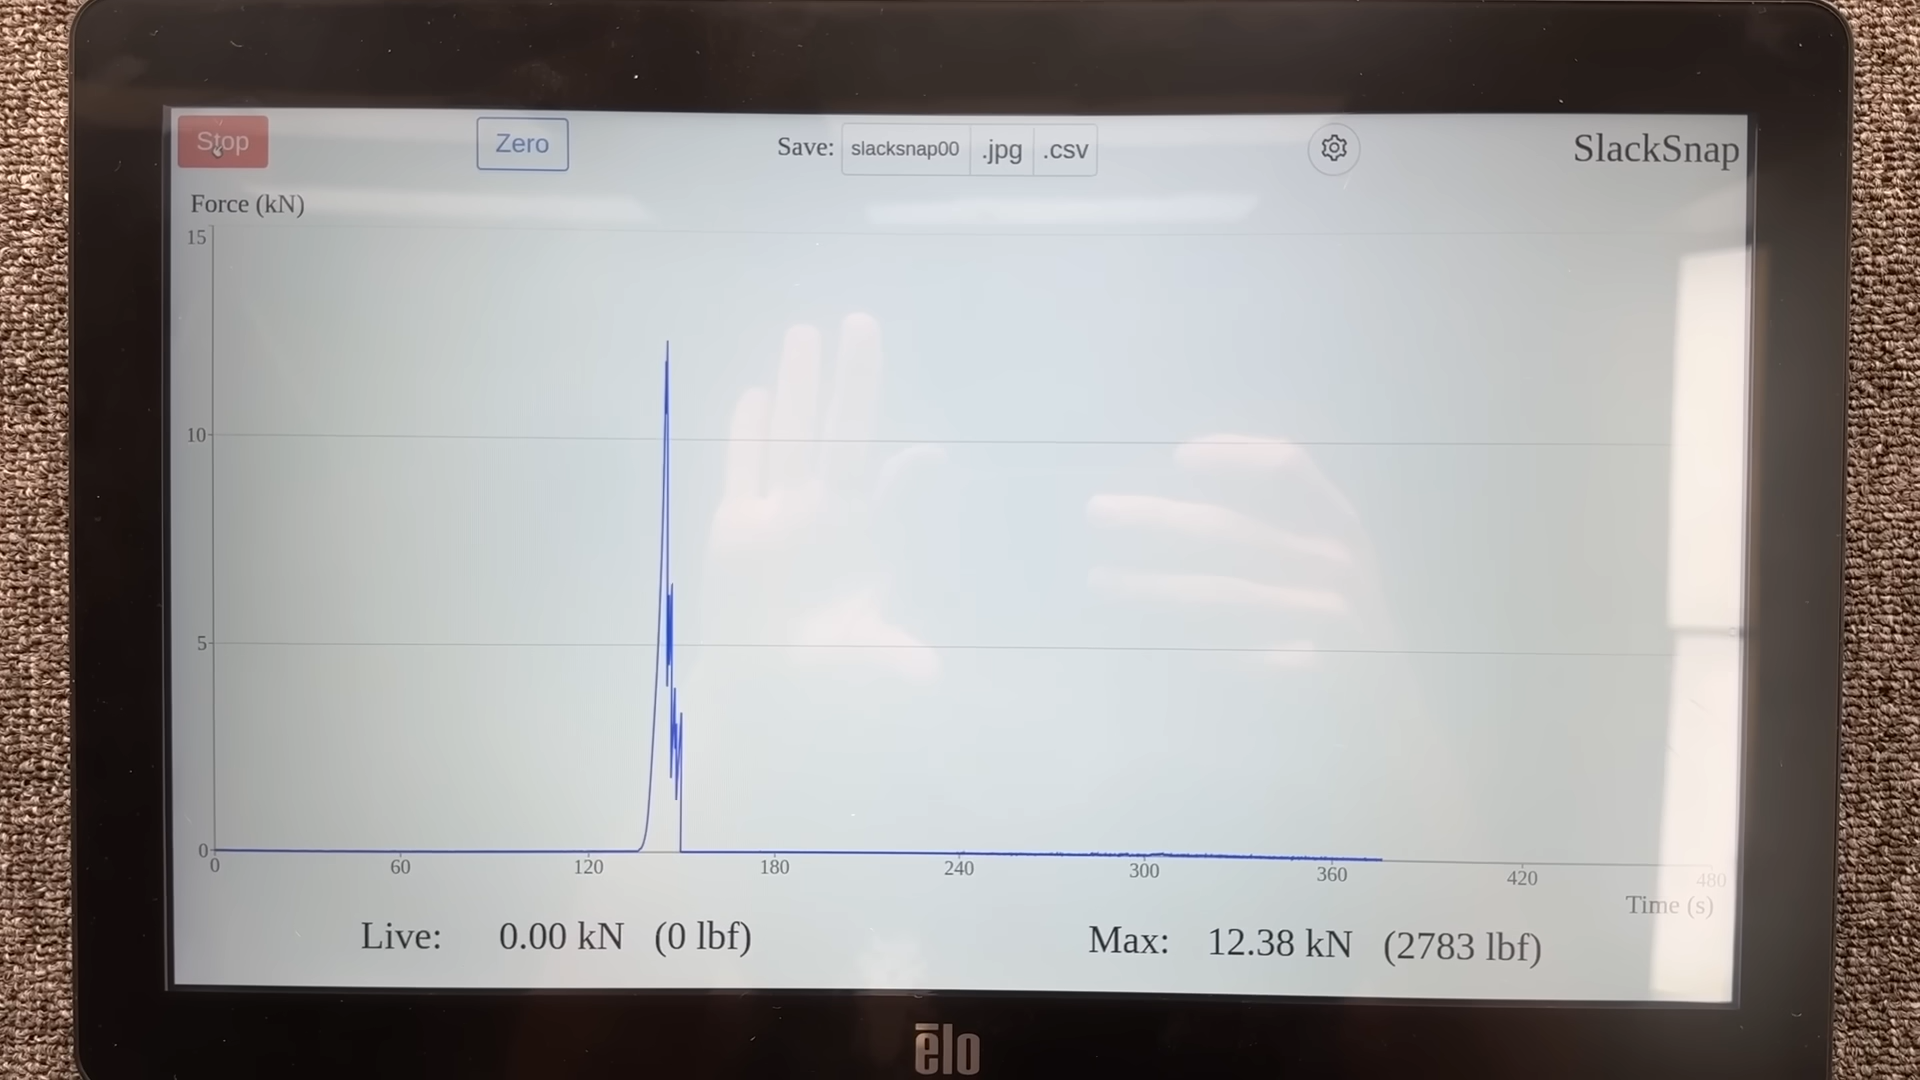 Stop
Zero
Save: slacksnap00 .jpg .csv
SlackSnap
Force (kN)
15
10
5
0
0 60 120 180 240 300 360 420 480
Time (s)
Live: 0.00 kN (0 lbf)
Max: 12.38 kN (2783 lbf)
elo